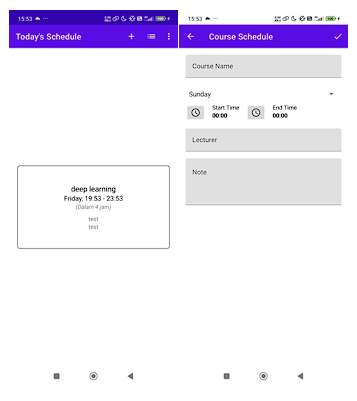 15:53
Today's Schedule
deep learning
Friday, 19:53 - 23:53
(Dalam 4 jam)
test
test
15:53
Course Schedule
Course Name
Sunday
Start Time
00:00
End Time
00:00
Lecturer
Note